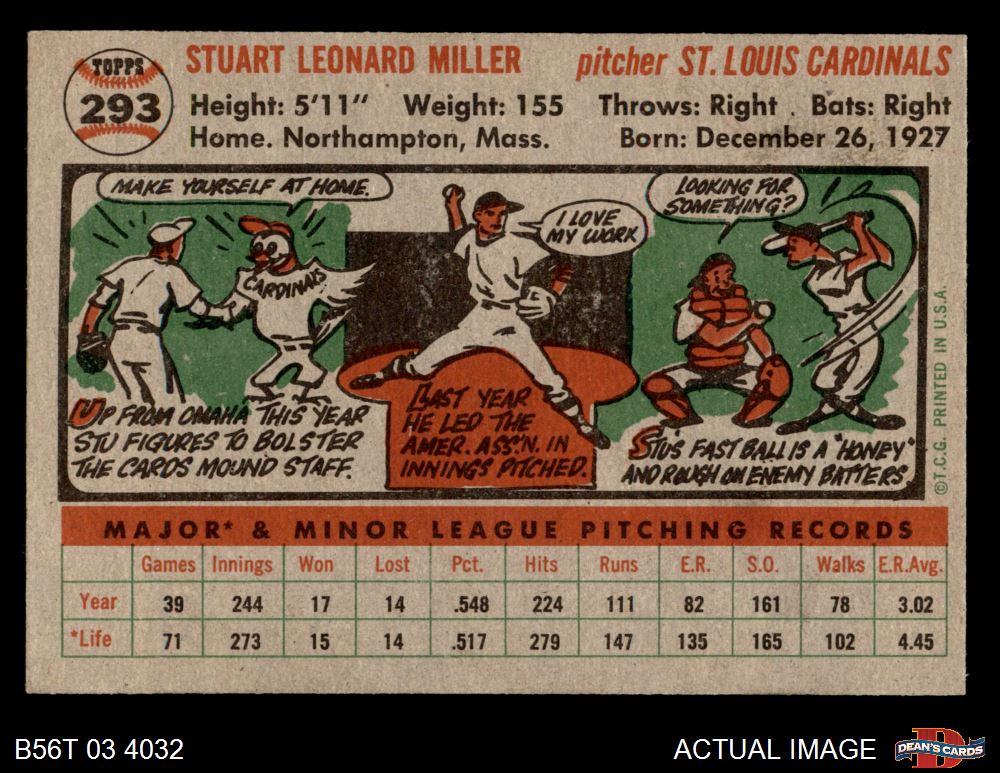 TOPPS
293
STUART LEONARD MILLER
pitcher ST. LOUIS CARDINALS
Height: 5'11" Weight: 155 Throws: Right . Bats: Right
Home. Northampton, Mass. Born: December 26, 1927
MAKE YOURSELF AT HOME.
CARDINALS
UP FROM OMAHA THIS YEAR
STU FIGURES TO BOLSTER
THE CARDS MOUND STAFF.
I LOVE
MY WORK
LAST YEAR
HE LED THE
AMER. ASS'N. IN
INNINGS PITCHED.
LOOKING FOR
SOMETHING?
STU'S FAST BALL IS A "HONEY"
AND ROUGH ON ENEMY BATTERS.
©T.C.G. PRINTED IN U.S.A.
MAJOR* & MINOR LEAGUE PITCHING RECORDS
Games Innings Won Lost Pct. Hits Runs E.R. S.O. Walks E.R.Avg.
Year 39 244 17 14 .548 224 111 82 161 78 3.02
*Life 71 273 15 14 .517 279 147 135 165 102 4.45
B56T 03 4032
ACTUAL IMAGE
D
DEAN'S CARDS